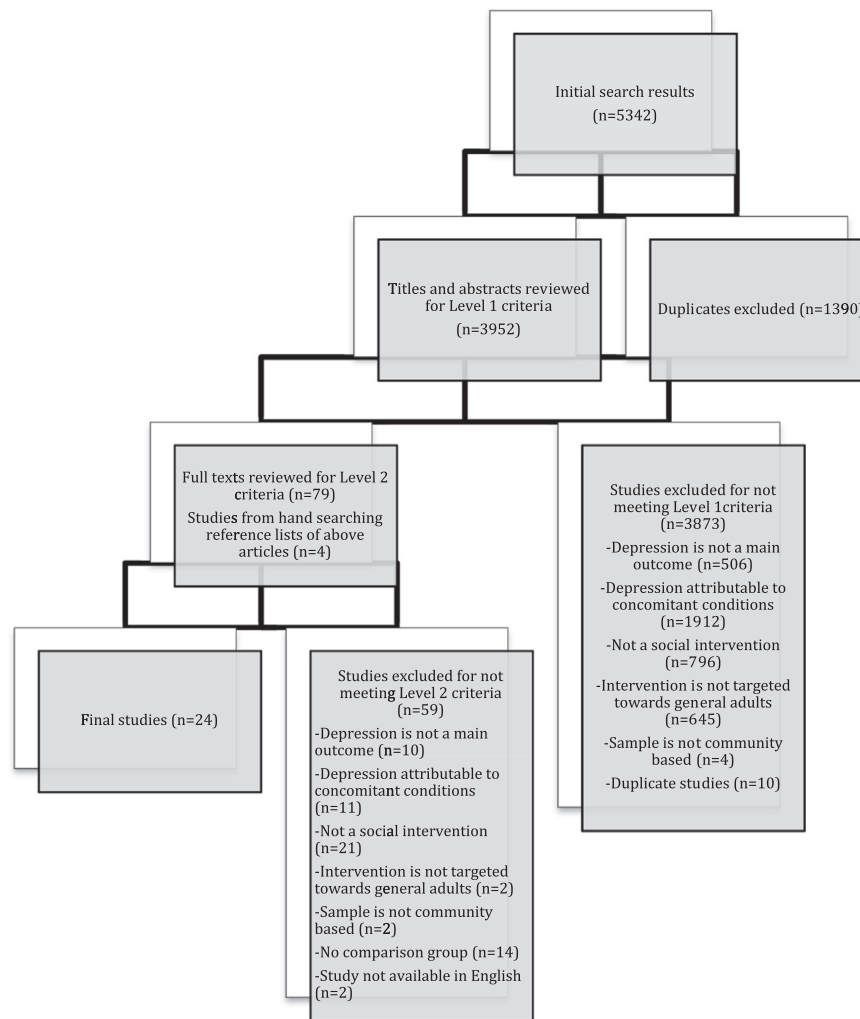 Initial search results
(n=5342)
Titles and abstracts reviewed
for Level 1 criteria
(n=3952)
Duplicates excluded (n=1390)
Full texts reviewed for Level 2
criteria (n=79)
Studies from hand searching
reference lists of above
articles (n=4)
Studies excluded for not
meeting Level 1criteria
(n=3873)
-Depression is not a main
outcome (n=506)
-Depression attributable to
concomitant conditions
(n=1912)
-Not a social intervention
(n=796)
-Intervention is not targeted
towards general adults
(n=645)
-Sample is not community
based (n=4)
-Duplicate studies (n=10)
Final studies (n=24)
Studies excluded for not
meeting Level 2 criteria
(n=59)
-Depression is not a main
outcome (n=10)
-Depression attributable to
concomitant conditions
(n=11)
-Not a social intervention
(n=21)
-Intervention is not targeted
towards general adults (n=2)
-Sample is not community
based (n=2)
-No comparison group (n=14)
-Study not available in English
(n=2)